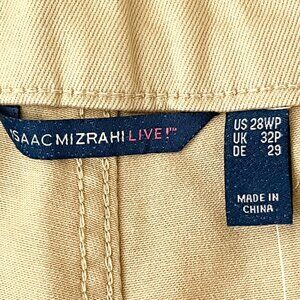 ISAAC MIZRAHI LIVE!™
US 28WP
UK 32P
DE 29
MADE IN
CHINA